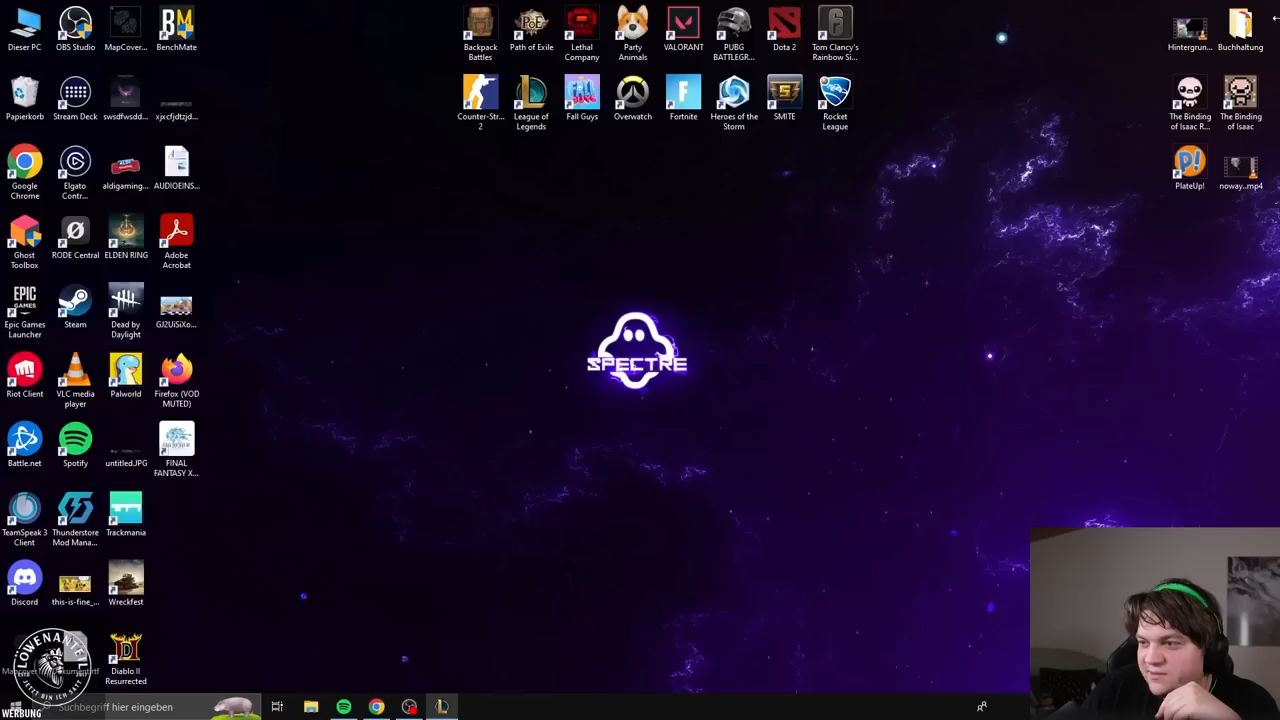 Dieser PC
OBS Studio
MapCover...
BenchMate
Papierkorb
Stream Deck
swsdfwsdd...
xjxcfjdtzjd...
Google
Chrome
Elgato
Contr...
aldigaming...
AUDIOEINS...
Ghost
Toolbox
RODE Central
ELDEN RING
Adobe
Acrobat
Epic Games
Launcher
Steam
Dead by
Daylight
GJ2UiSiXo...
Riot Client
VLC media
player
Palworld
Firefox (VOD
MUTED)
Battle.net
Spotify
untitled.JPG
FINAL
FANTASY X...
TeamSpeak 3
Client
Thunderstore
Mod Mana...
Trackmania
Discord
this-is-fine_...
Wreckfest
Diablo II
Resurrected
Backpack
Battles
Path of Exile
Lethal
Company
Party
Animals
VALORANT
PUBG
BATTLEGR...
Dota 2
Tom Clancy's
Rainbow Si...
Counter-Str...
2
League of
Legends
Fall Guys
Overwatch
Fortnite
Heroes of the
Storm
SMITE
Rocket
League
Hintergrun...
Buchhaltung
The Binding
of Isaac R...
The Binding
of Isaac
PlateUp!
noway...mp4
SPECTRE
LÖWENANTEIL
JETZT BIN ICH SATT
WERBUNG
Suchbegriff hier eingeben